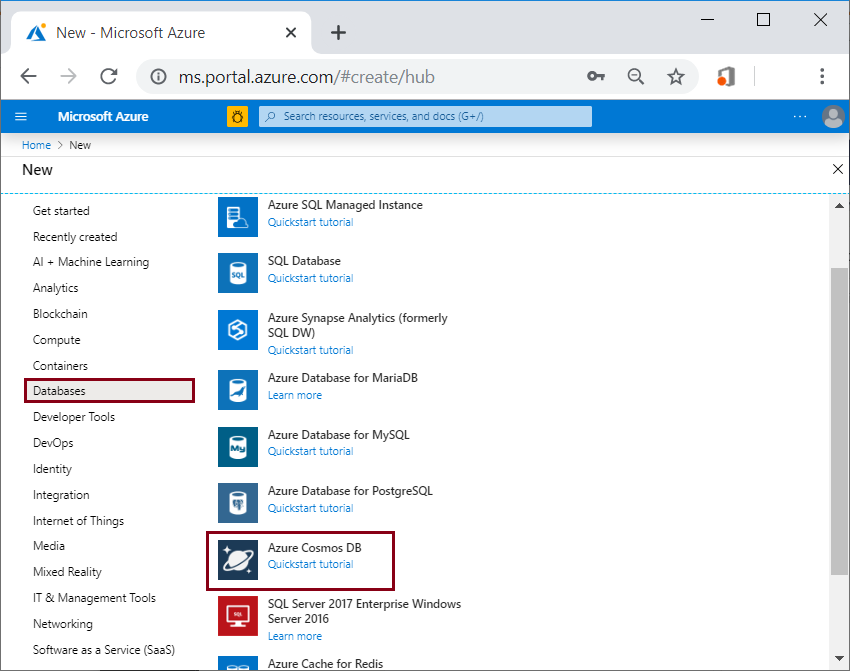 New - Microsoft Azure
ms.portal.azure.com/#create/hub
Microsoft Azure
Search resources, services, and docs (G+/)
Home > New
New
Get started
Recently created
AI + Machine Learning
Analytics
Blockchain
Compute
Containers
Databases
Developer Tools
DevOps
Identity
Integration
Internet of Things
Media
Mixed Reality
IT & Management Tools
Networking
Software as a Service (SaaS)
Azure SQL Managed Instance
Quickstart tutorial
SQL
SQL Database
Quickstart tutorial
Azure Synapse Analytics (formerly
SQL DW)
Quickstart tutorial
Azure Database for MariaDB
Learn more
My
Azure Database for MySQL
Quickstart tutorial
Azure Database for PostgreSQL
Quickstart tutorial
Azure Cosmos DB
Quickstart tutorial
SQL
SQL Server 2017 Enterprise Windows
Server 2016
Learn more
Azure Cache for Redis